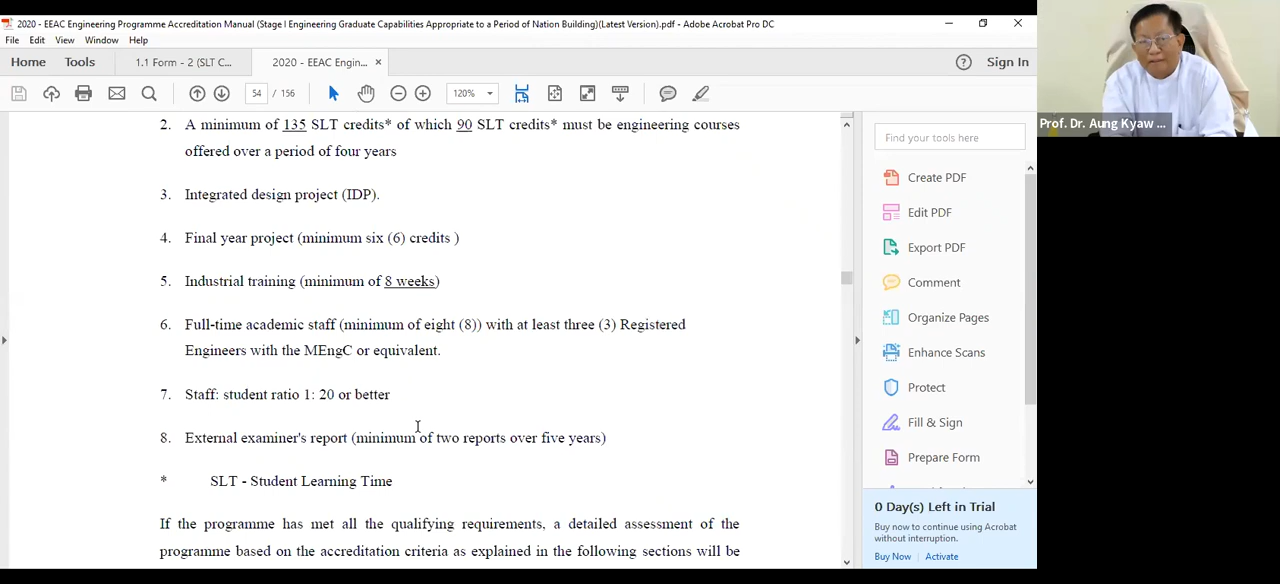 2020 - EEAC Engineering Programme Accreditation Manual (Stage I Engineering Graduate Capabilities Appropriate to a Period of Nation Building)(Latest Version).pdf - Adobe Acrobat Pro DC
File Edit View Window Help
Home Tools 1.1 Form - 2 (SLT C... 2020 - EEAC Engin... × Sign In
54 / 156 120%
2. A minimum of 135 SLT credits* of which 90 SLT credits* must be engineering courses
offered over a period of four years
3. Integrated design project (IDP).
4. Final year project (minimum six (6) credits )
5. Industrial training (minimum of 8 weeks)
6. Full-time academic staff (minimum of eight (8)) with at least three (3) Registered
Engineers with the MEngC or equivalent.
7. Staff: student ratio 1: 20 or better
8. External examiner's report (minimum of two reports over five years)
* SLT - Student Learning Time
If the programme has met all the qualifying requirements, a detailed assessment of the
programme based on the accreditation criteria as explained in the following sections will be
Find your tools here
Create PDF
Edit PDF
Export PDF
Comment
Organize Pages
Enhance Scans
Protect
Fill & Sign
Prepare Form
0 Day(s) Left in Trial
Buy now to continue using Acrobat
without interruption.
Buy Now Activate
Prof. Dr. Aung Kyaw ...